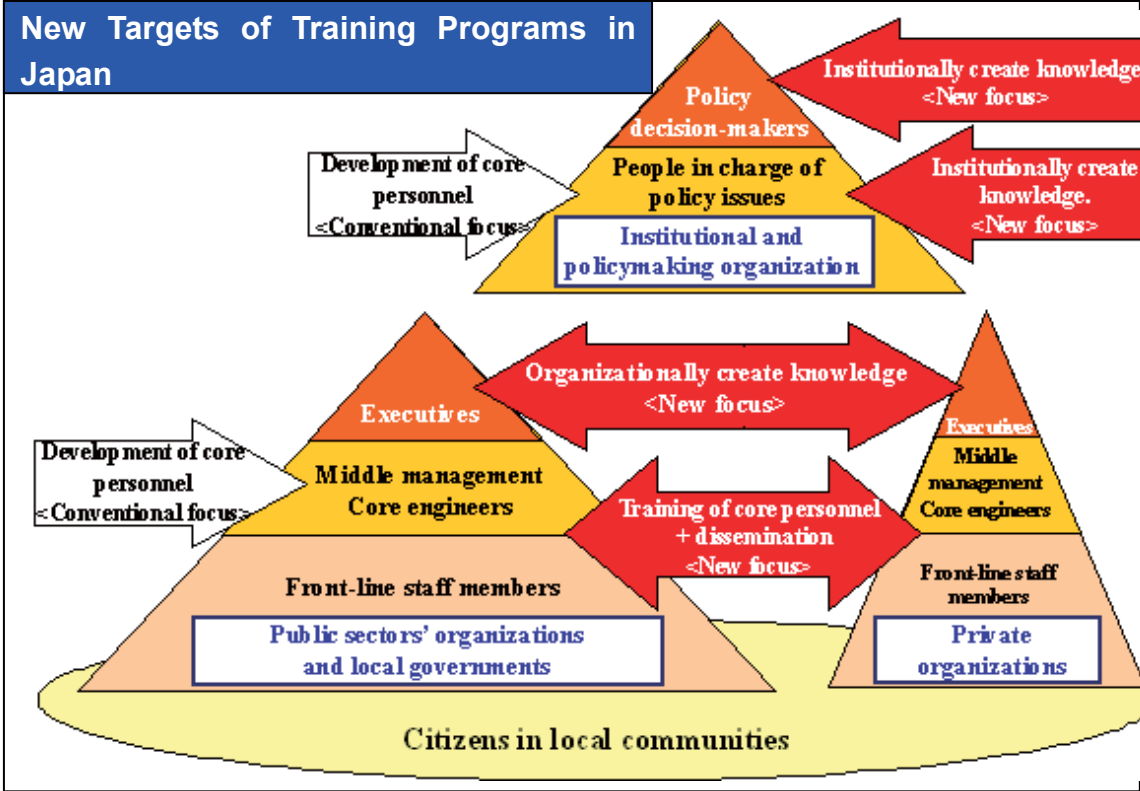 New Targets of Training Programs in
Japan
Policy
decision-makers
Institutionally create knowledge
<New focus>
Development of core
personnel
<Conventional focus>
People in charge of
policy issues
Institutionally create
knowledge.
<New focus>
Institutional and
policymaking organization
Executives
Organizationally create knowledge
<New focus>
Executives
Development of core
personnel
<Conventional focus>
Middle management
Core engineers
Training of core personnel
+ dissemination
<New focus>
Middle
management
Core engineers
Front-line staff members
Front-line staff
members
Public sectors' organizations
and local governments
Private
organizations
Citizens in local communities